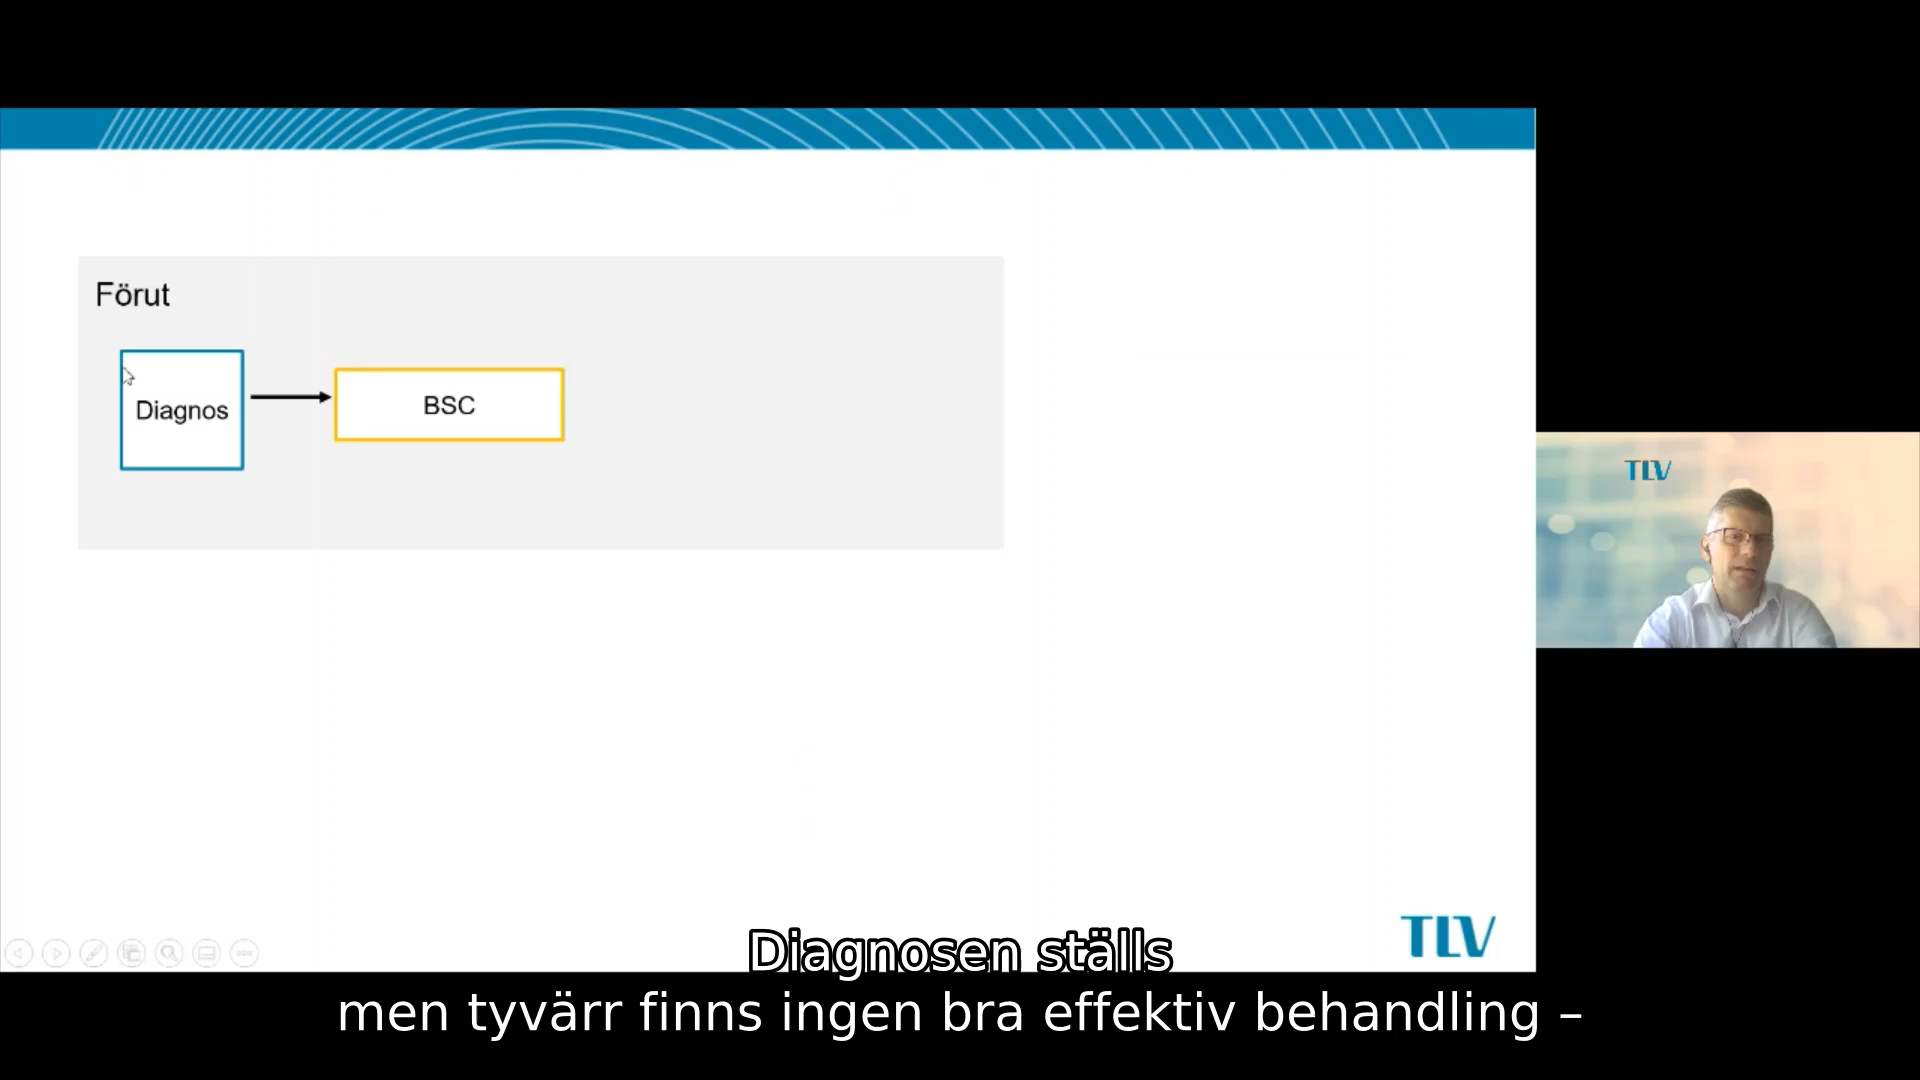 Förut
Diagnos
BSC
TLV
TLV
Diagnosen ställs
men tyvärr finns ingen bra effektiv behandling –